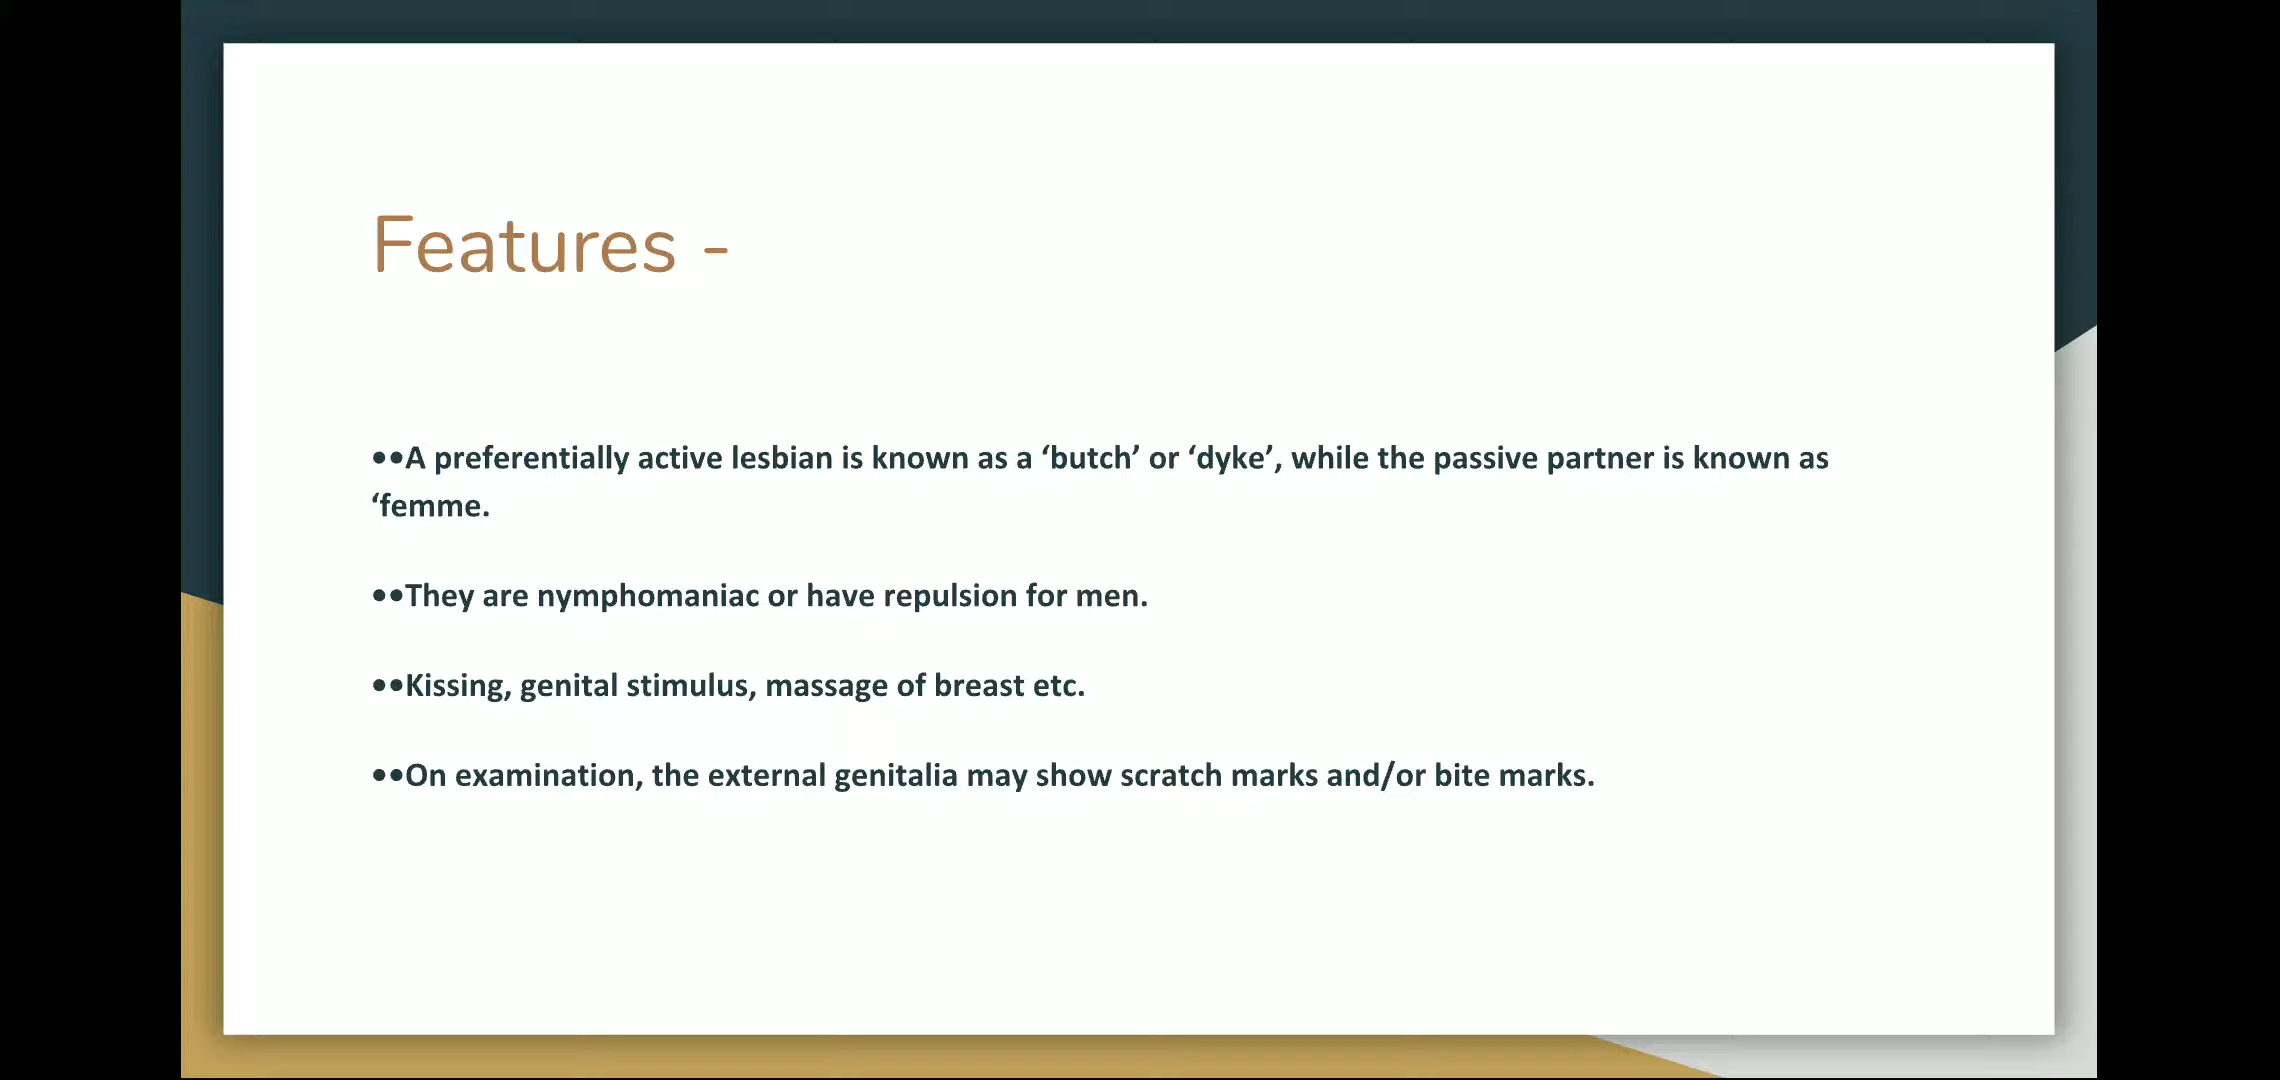 Features -
••A preferentially active lesbian is known as a ‘butch’ or ‘dyke’, while the passive partner is known as
‘femme.
••They are nymphomaniac or have repulsion for men.
••Kissing, genital stimulus, massage of breast etc.
••On examination, the external genitalia may show scratch marks and/or bite marks.